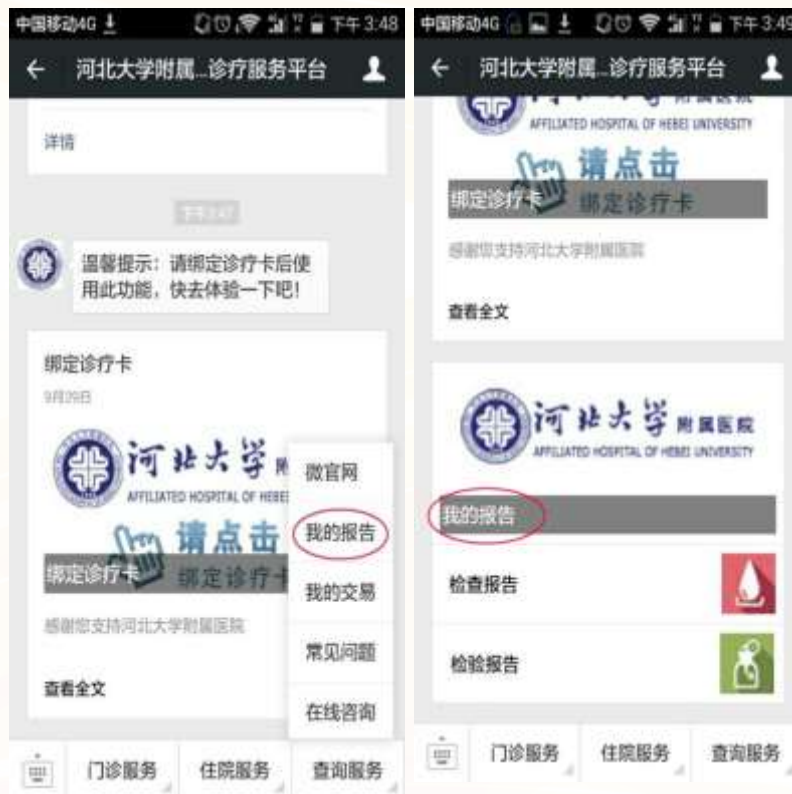 中国移动4G
下午 3:48
河北大学附属...诊疗服务平台
详情
下午3:47
温馨提示：请绑定诊疗卡后使
用此功能，快去体验一下吧！
绑定诊疗卡
9月29日
河北大学
AFFILIATED HOSPITAL OF HEBEI
请点击
绑定诊疗卡
绑定诊疗卡
感谢您支持河北大学附属医院
查看全文
微官网
我的报告
我的交易
常见问题
在线咨询
门诊服务
住院服务
查询服务
中国移动4G
下午 3:49
河北大学附属...诊疗服务平台
AFFILIATED HOSPITAL OF HEBEI UNIVERSITY
请点击
绑定诊疗卡
绑定诊疗卡
感谢您支持河北大学附属医院
查看全文
河北大学附属医院
AFFILIATED HOSPITAL OF HEBEI UNIVERSITY
我的报告
检查报告
检验报告
门诊服务
住院服务
查询服务